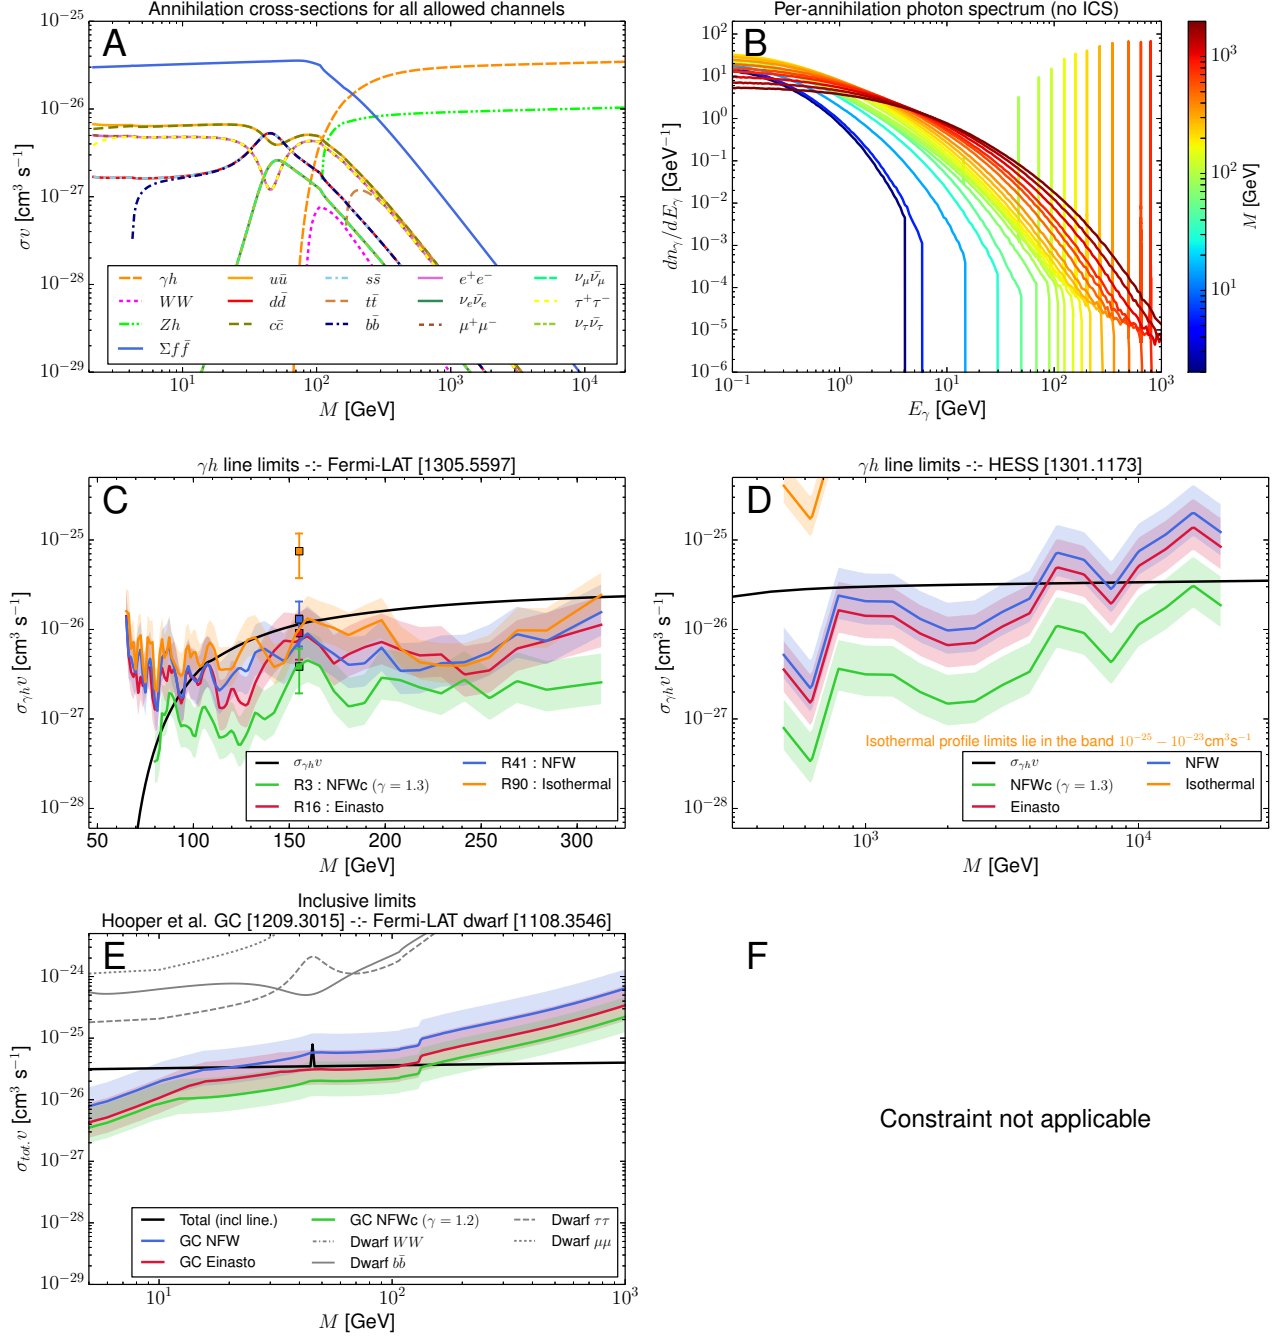 Annihilation cross-sections for all allowed channels
A
10⁻²⁵
10⁻²⁶
10⁻²⁷
10⁻²⁸
10⁻²⁹
σv [cm³ s⁻¹]
γh uū ss̄ e⁺e⁻ ν_μν̄_μ
WW dd̄ tt̄ ν_eν̄_e τ⁺τ⁻
Zh cc̄ bb̄ μ⁺μ⁻ ν_τν̄_τ
Σff̄
10¹ 10² 10³ 10⁴
M [GeV]
Per-annihilation photon spectrum (no ICS)
B
10²
10¹
10⁰
10⁻¹
10⁻²
10⁻³
10⁻⁴
10⁻⁵
10⁻⁶
dn_γ/dE_γ [GeV⁻¹]
10⁻¹ 10⁰ 10¹ 10² 10³
E_γ [GeV]
10³
10²
10¹
M [GeV]
γh line limits -:- Fermi-LAT [1305.5597]
C
10⁻²⁵
10⁻²⁶
10⁻²⁷
10⁻²⁸
σ_γh v [cm³ s⁻¹]
σ_γh v R41 : NFW
R3 : NFWc (γ = 1.3) R90 : Isothermal
R16 : Einasto
50 100 150 200 250 300
M [GeV]
γh line limits -:- HESS [1301.1173]
D
10⁻²⁵
10⁻²⁶
10⁻²⁷
10⁻²⁸
σ_γh v [cm³ s⁻¹]
Isothermal profile limits lie in the band 10⁻²⁵ − 10⁻²³cm³s⁻¹
σ_γh v NFW
NFWc (γ = 1.3) Isothermal
Einasto
10³ 10⁴
M [GeV]
Inclusive limits
Hooper et al. GC [1209.3015] -:- Fermi-LAT dwarf [1108.3546]
E
10⁻²⁴
10⁻²⁵
10⁻²⁶
10⁻²⁷
10⁻²⁸
10⁻²⁹
σ_tot. v [cm³ s⁻¹]
Total (incl line.) GC NFWc (γ = 1.2) Dwarf ττ
GC NFW Dwarf WW Dwarf μμ
GC Einasto Dwarf bb̄
10¹ 10² 10³
M [GeV]
F
Constraint not applicable